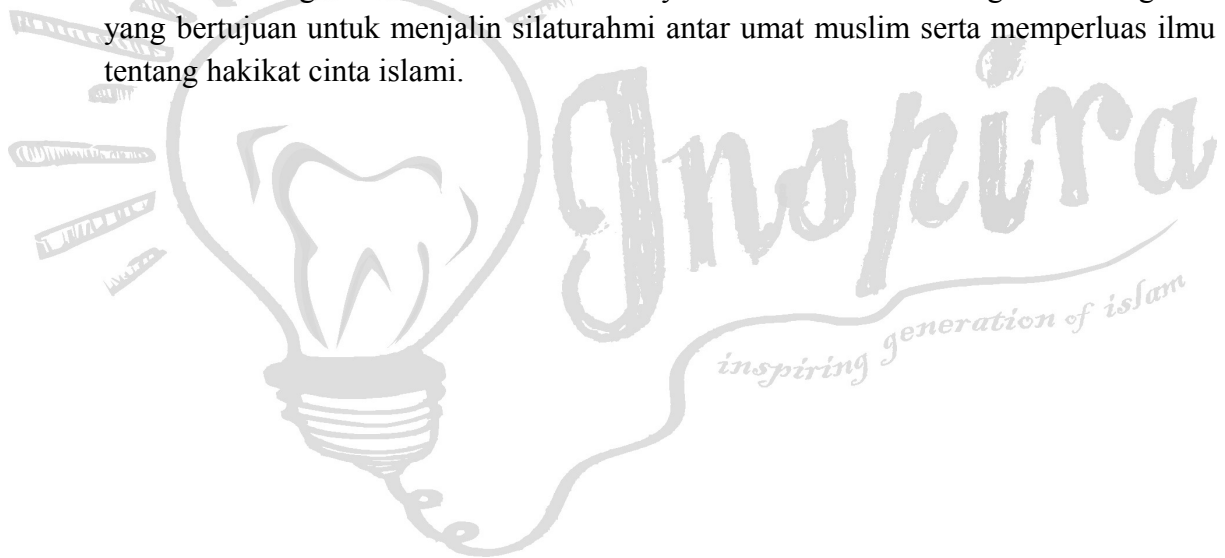 yang bertujuan untuk menjalin silaturahmi antar umat muslim serta memperluas ilmu
tentang hakikat cinta islami.
Inspira
inspiring generation of islam